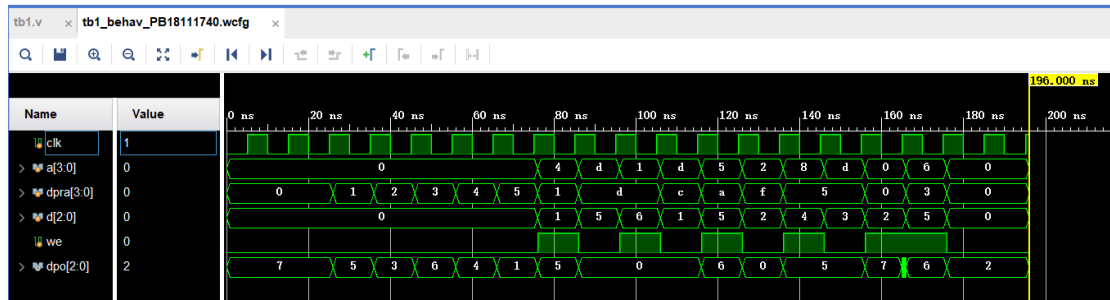 tb1.v × tb1_behav_PB18111740.wcfg ×
196.000 ns
Name Value 0 ns 20 ns 40 ns 60 ns 80 ns 100 ns 120 ns 140 ns 160 ns 180 ns 200 ns
clk 1
> a[3:0] 0 0 4 d 1 d 5 2 8 d 0 6 0
> dpra[3:0] 0 0 1 2 3 4 5 1 d c a f 5 0 3 0
> d[2:0] 0 0 1 5 6 1 5 2 4 3 2 5 0
we 0
> dpo[2:0] 2 7 5 3 6 4 1 5 0 6 0 5 7 6 2